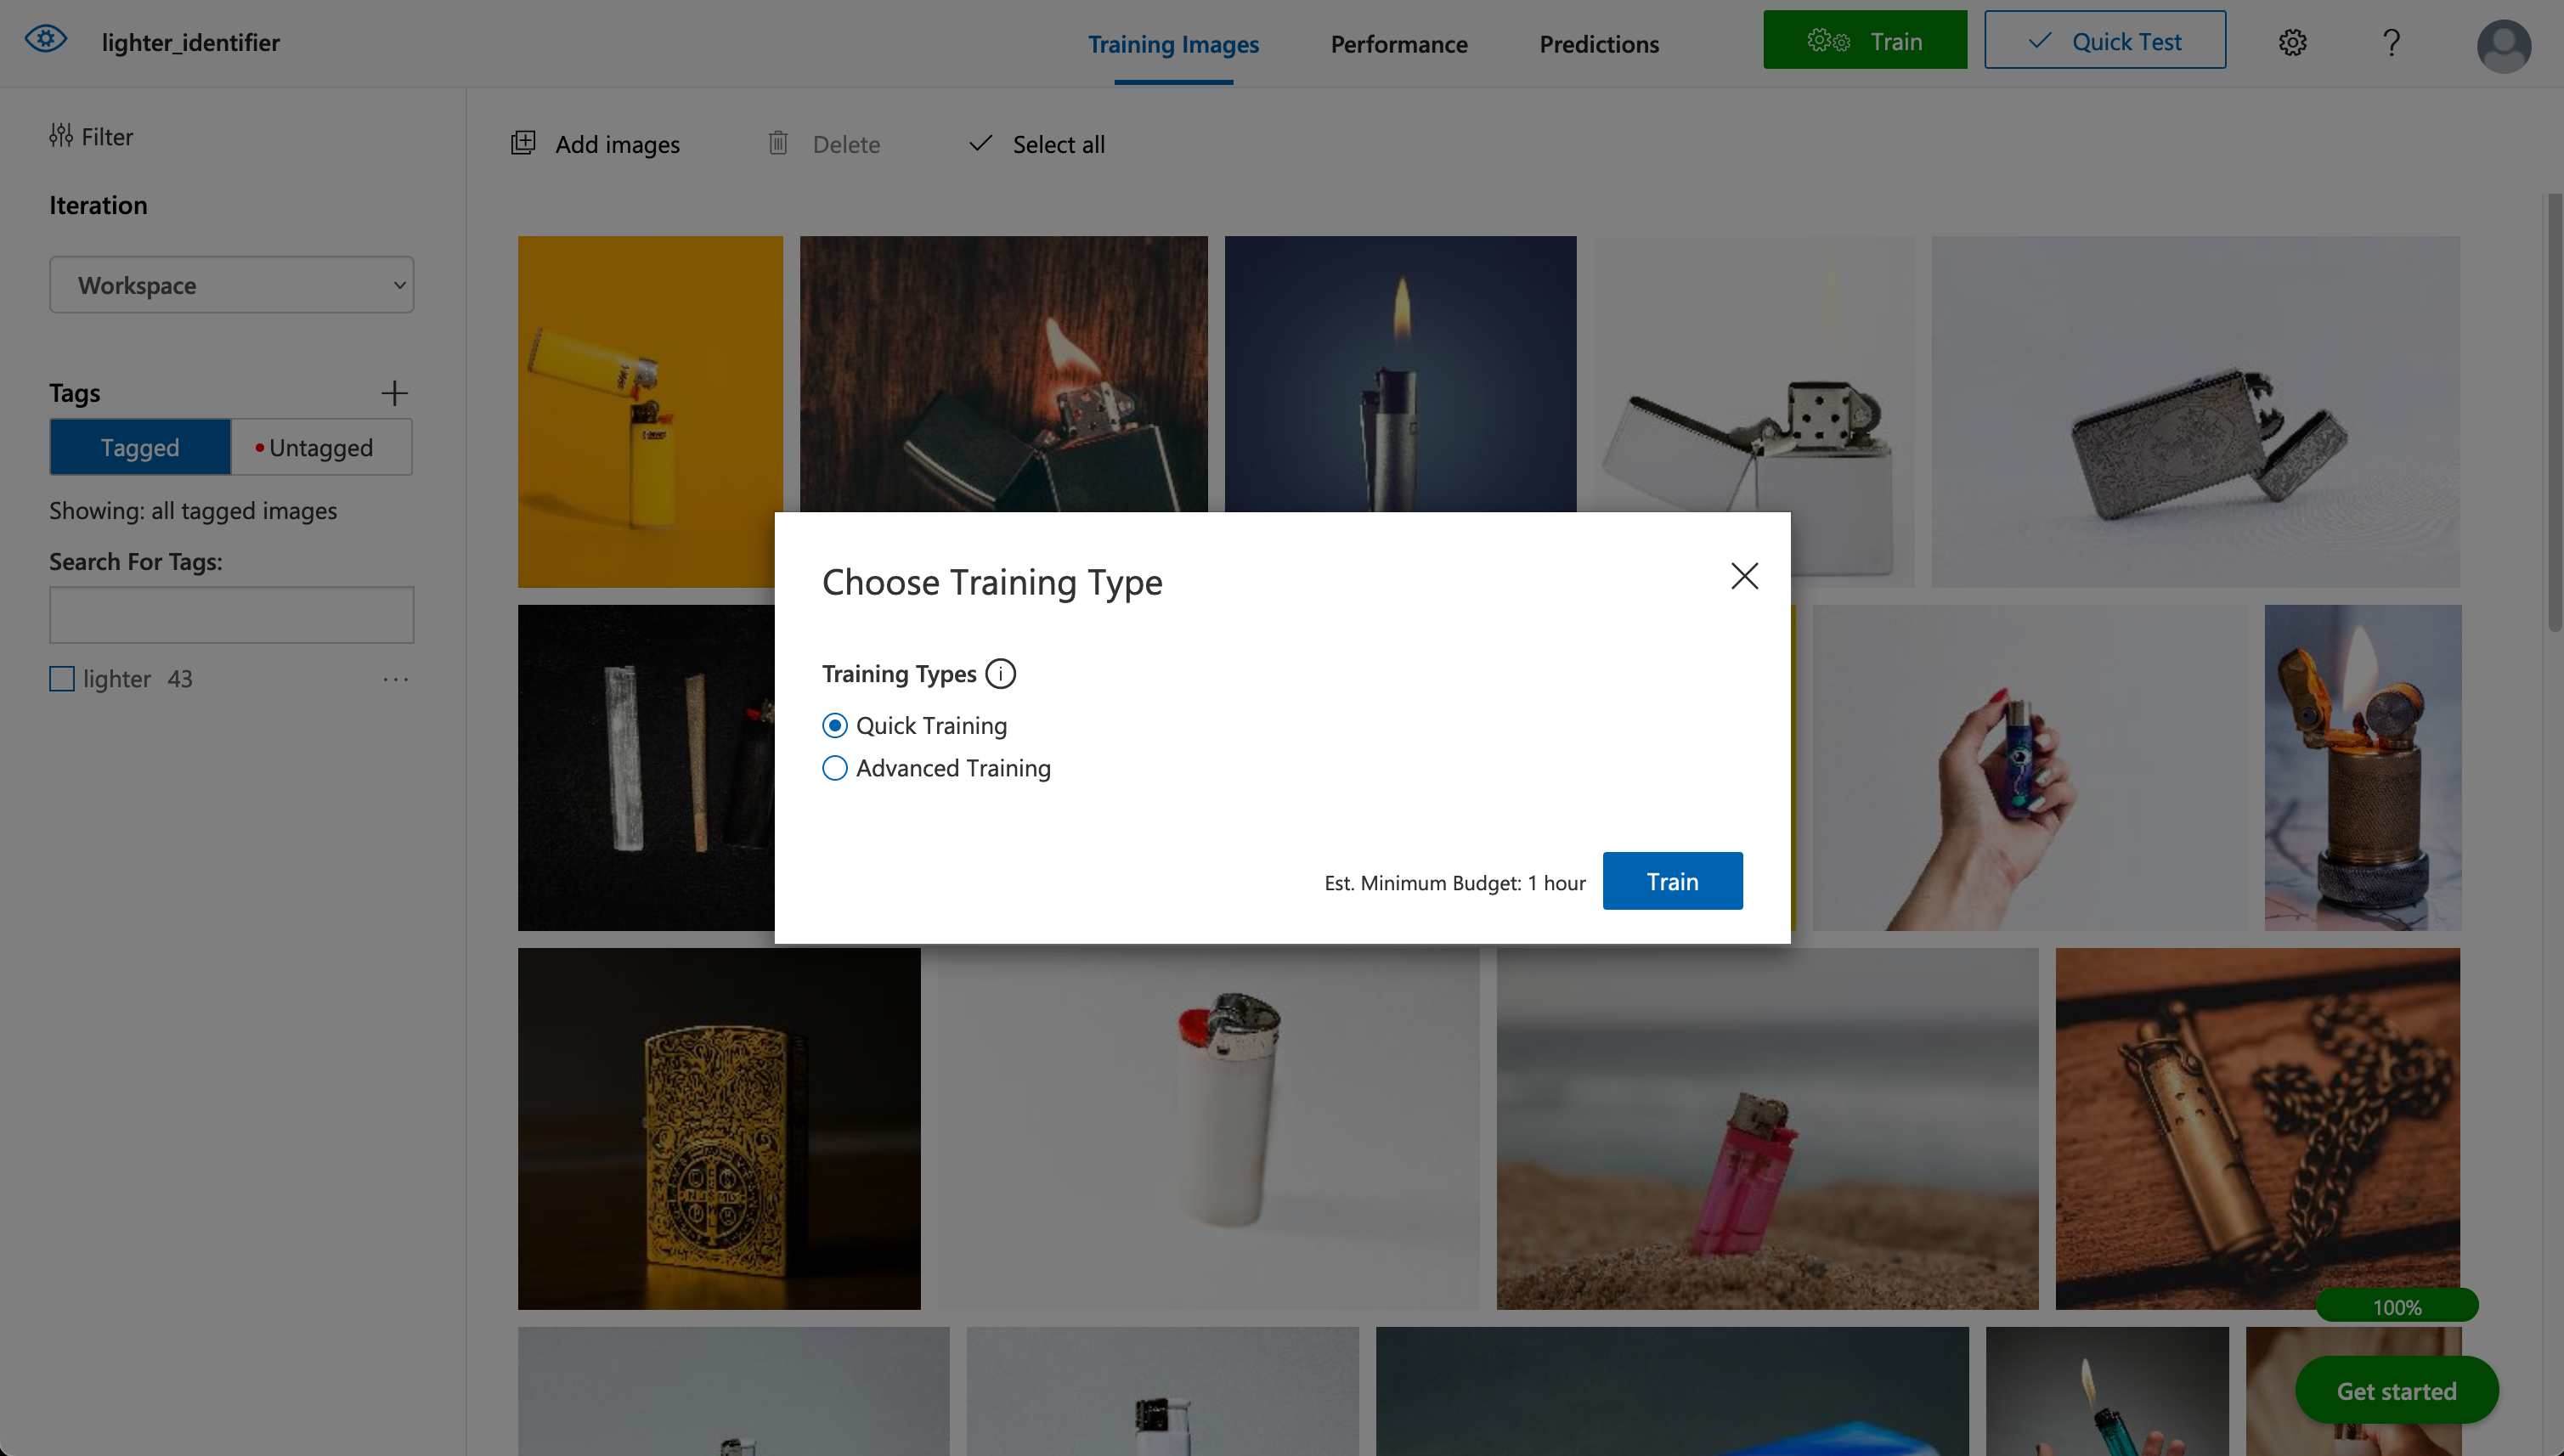 lighter_identifier
Training Images
Performance
Predictions
Train
Quick Test
Filter
Add images
Delete
Select all
Iteration
Workspace
Tags
Tagged
Untagged
Showing: all tagged images
Search For Tags:
lighter 43
Choose Training Type
Training Types
Quick Training
Advanced Training
Est. Minimum Budget: 1 hour
Train
100%
Get started